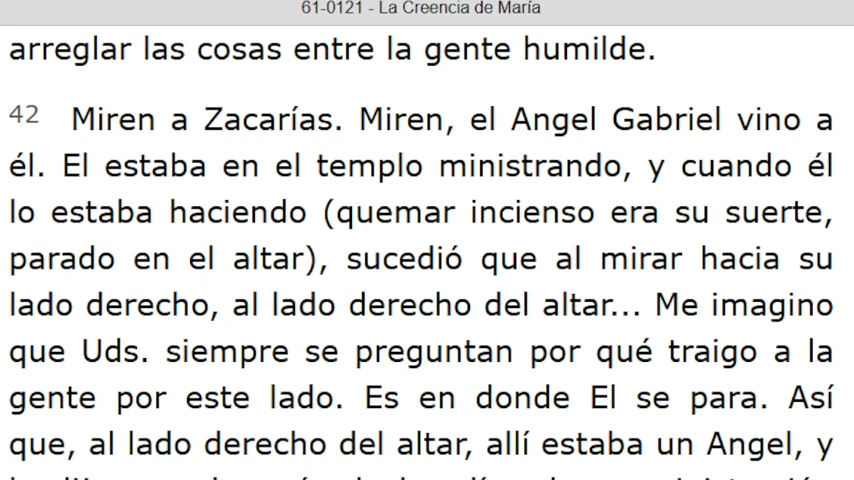 61-0121 - La Creencia de María
arreglar las cosas entre la gente humilde.
42 Miren a Zacarías. Miren, el Angel Gabriel vino a
él. El estaba en el templo ministrando, y cuando él
lo estaba haciendo (quemar incienso era su suerte,
parado en el altar), sucedió que al mirar hacia su
lado derecho, al lado derecho del altar... Me imagino
que Uds. siempre se preguntan por qué traigo a la
gente por este lado. Es en donde El se para. Así
que, al lado derecho del altar, allí estaba un Angel, y